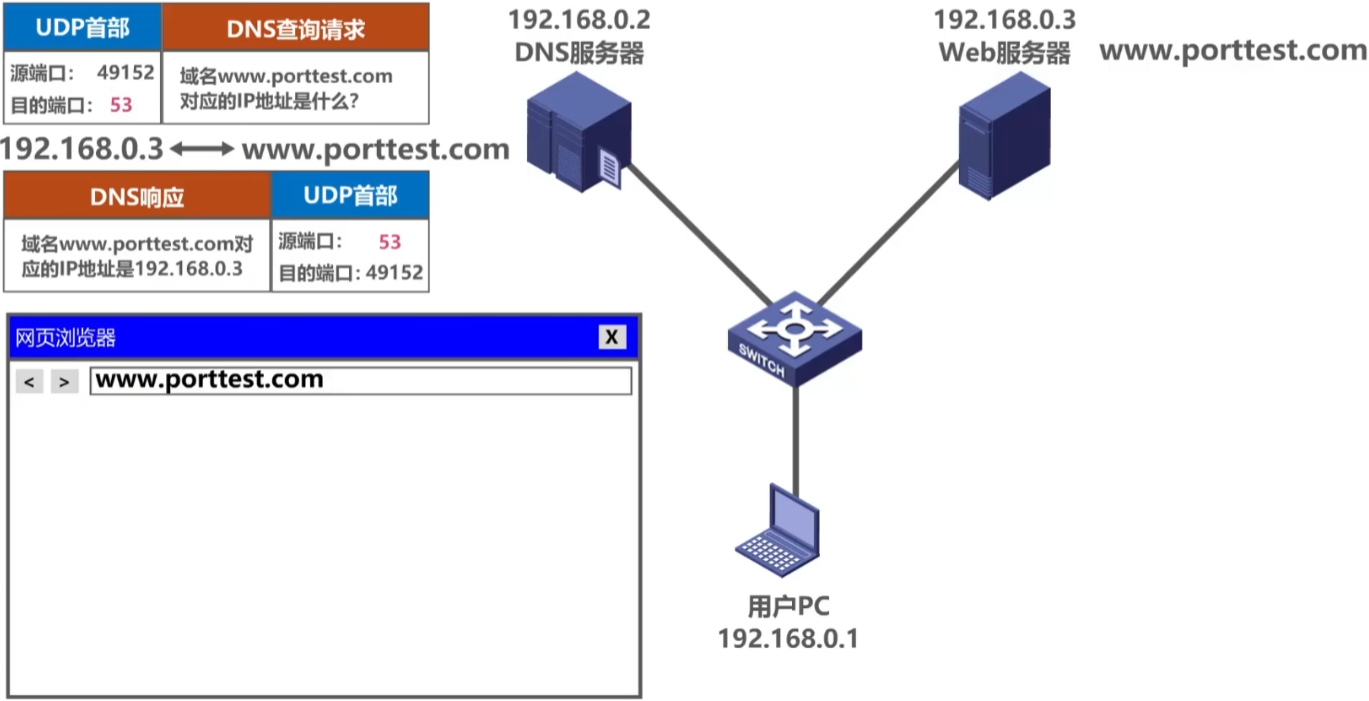 UDP首部 DNS查询请求
源端口： 49152
目的端口： 53
域名www.porttest.com
对应的IP地址是什么？
192.168.0.3 www.porttest.com
DNS响应 UDP首部
域名www.porttest.com对
应的IP地址是192.168.0.3
源端口： 53
目的端口：49152
网页浏览器 X
< > www.porttest.com
192.168.0.2
DNS服务器
192.168.0.3
Web服务器 www.porttest.com
SWITCH
用户PC
192.168.0.1